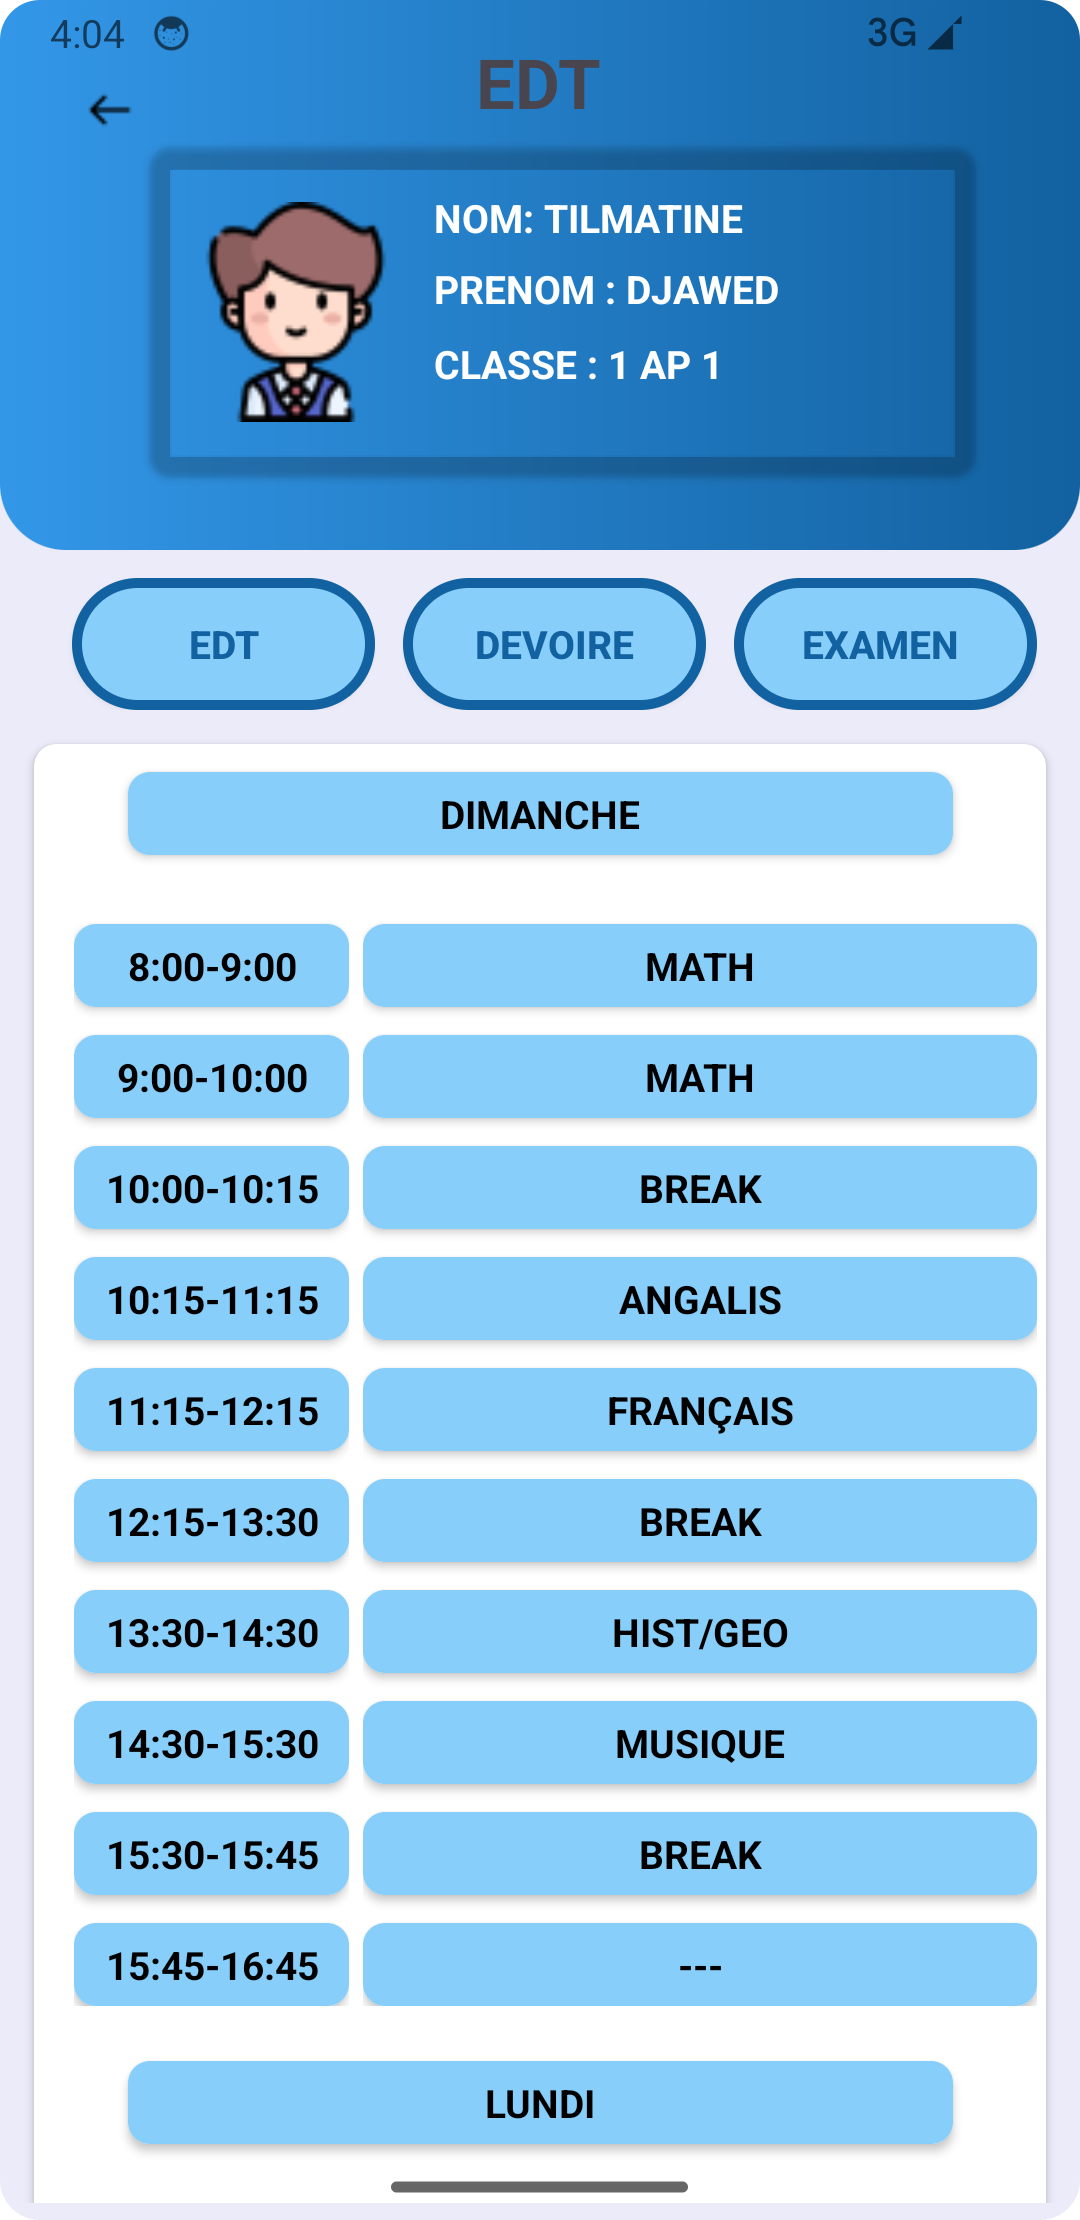 4:04 3G
EDT
NOM: TILMATINE
PRENOM : DJAWED
CLASSE : 1 AP 1
EDT DEVOIRE EXAMEN
DIMANCHE
8:00-9:00 MATH
9:00-10:00 MATH
10:00-10:15 BREAK
10:15-11:15 ANGALIS
11:15-12:15 FRANÇAIS
12:15-13:30 BREAK
13:30-14:30 HIST/GEO
14:30-15:30 MUSIQUE
15:30-15:45 BREAK
15:45-16:45 ---
LUNDI